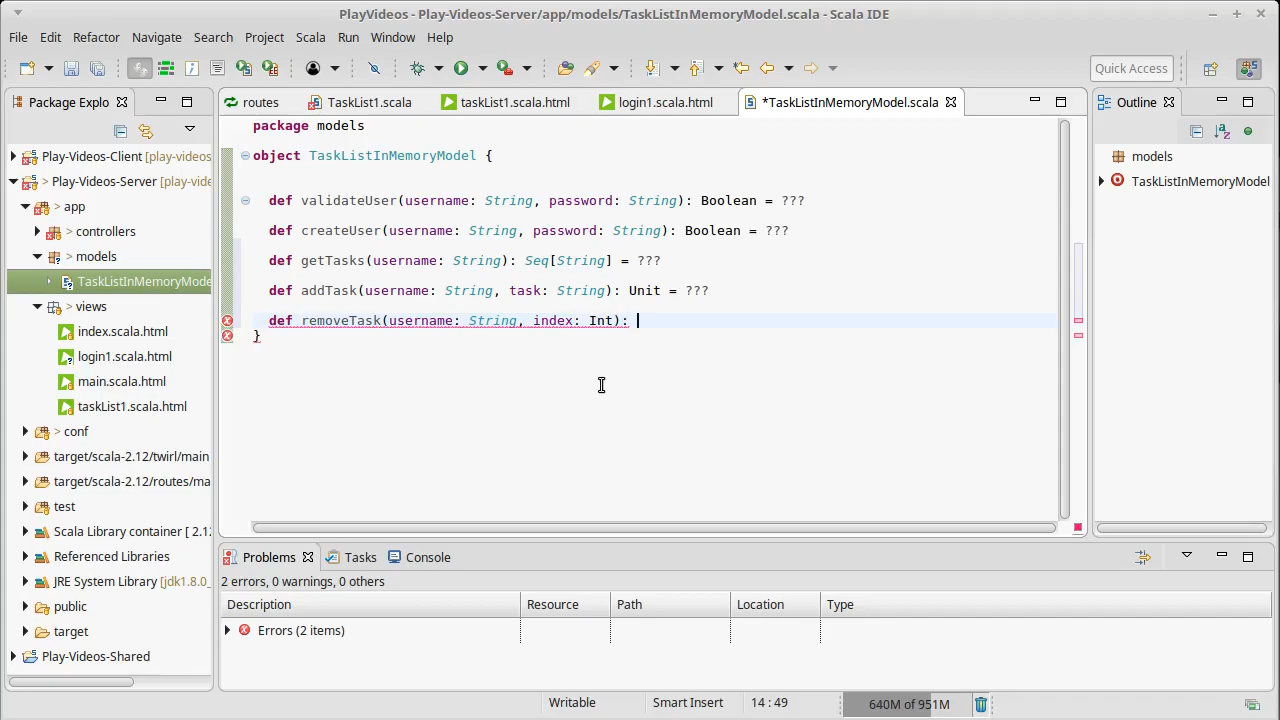 PlayVideos - Play-Videos-Server/app/models/TaskListInMemoryModel.scala - Scala IDE
File Edit Refactor Navigate Search Project Scala Run Window Help
Quick Access
Package Explo
routes TaskList1.scala taskList1.scala.html login1.scala.html *TaskListInMemoryModel.scala
Outline
Play-Videos-Client [play-videos
> Play-Videos-Server [play-vide
> app
> controllers
> models
TaskListInMemoryMode
> views
index.scala.html
login1.scala.html
main.scala.html
taskList1.scala.html
> conf
target/scala-2.12/twirl/main
target/scala-2.12/routes/ma
test
Scala Library container [ 2.12
Referenced Libraries
JRE System Library [jdk1.8.0_
public
target
Play-Videos-Shared
package models
object TaskListInMemoryModel {
def validateUser(username: String, password: String): Boolean = ???
def createUser(username: String, password: String): Boolean = ???
def getTasks(username: String): Seq[String] = ???
def addTask(username: String, task: String): Unit = ???
def removeTask(username: String, index: Int):
}
models
TaskListInMemoryModel
Problems Tasks Console
2 errors, 0 warnings, 0 others
Description Resource Path Location Type
Errors (2 items)
Writable Smart Insert 14 : 49 640M of 951M